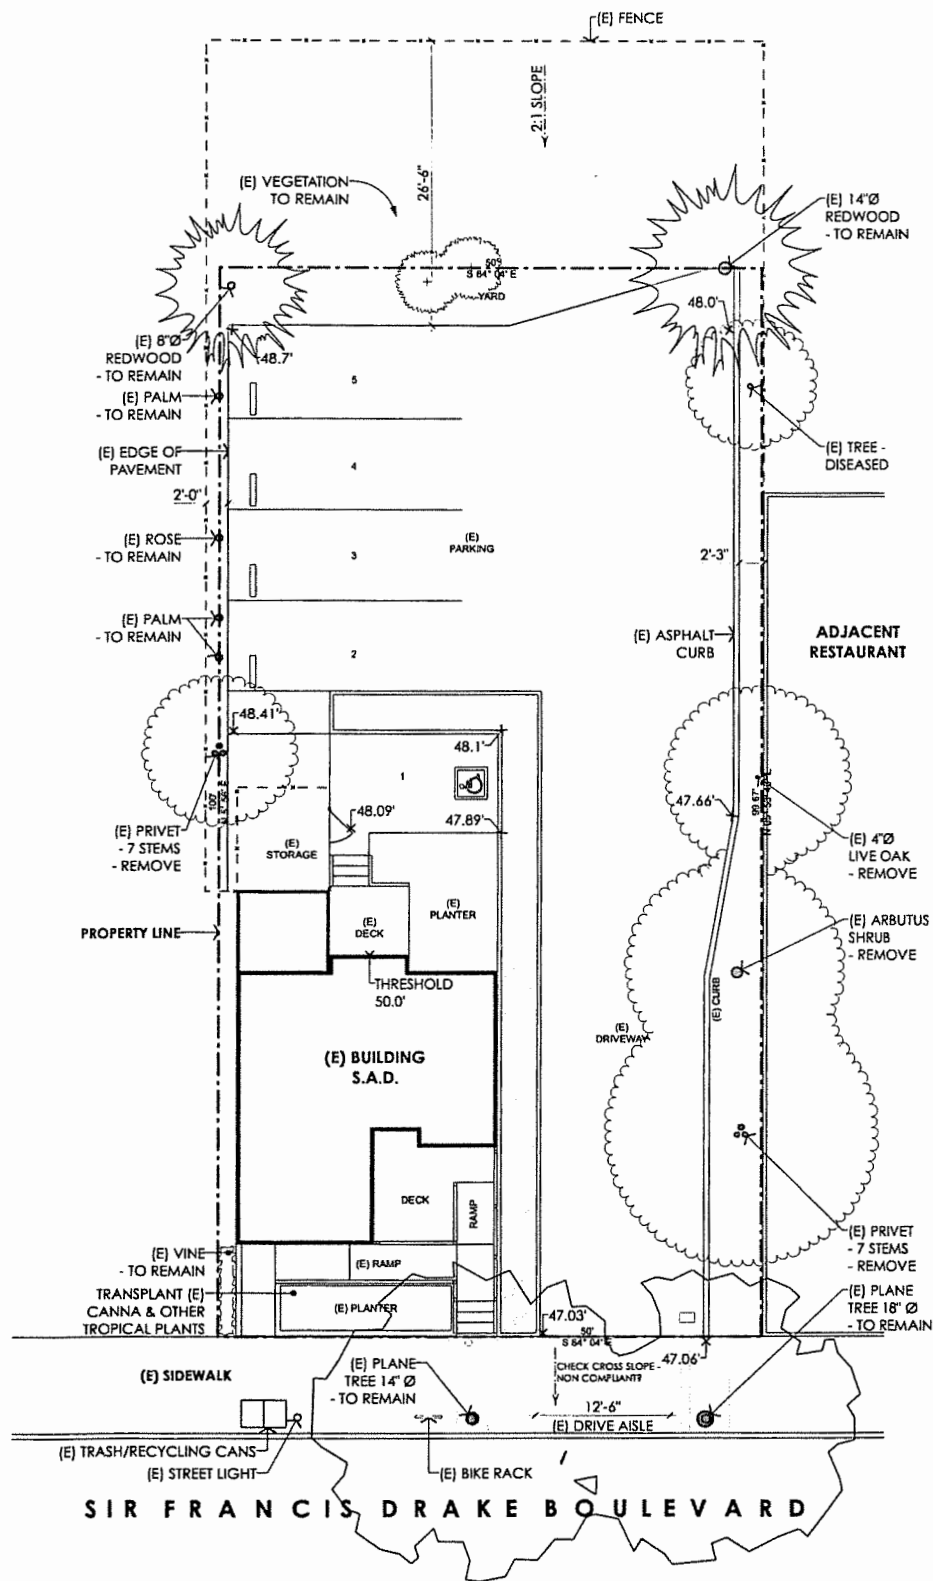 (E) FENCE
2:1 SLOPE
26'-6"
(E) VEGETATION
TO REMAIN
(E) 14"Ø
REDWOOD
- TO REMAIN
S 84° 04' E
YARD
48.0'
(E) 8"Ø
REDWOOD
- TO REMAIN
48.7'
5
(E) PALM
- TO REMAIN
(E) TREE -
DISEASED
(E) EDGE OF
PAVEMENT
4
2'-0"
(E) ROSE
- TO REMAIN
(E)
PARKING
3
2'-3"
(E) PALM
- TO REMAIN
(E) ASPHALT
CURB
ADJACENT
RESTAURANT
2
48.41'
48.1'
1
100'
99.67'
47.66'
48.09'
47.89'
(E) PRIVET
- 7 STEMS
- REMOVE
(E)
STORAGE
(E) 4"Ø
LIVE OAK
- REMOVE
(E)
DECK
(E)
PLANTER
PROPERTY LINE
(E) ARBUTUS
SHRUB
- REMOVE
THRESHOLD
50.0'
(E) CURB
(E)
DRIVEWAY
(E) BUILDING
S.A.D.
DECK
RAMP
(E) VINE
- TO REMAIN
(E) RAMP
(E) PRIVET
- 7 STEMS
- REMOVE
TRANSPLANT (E)
CANNA & OTHER
TROPICAL PLANTS
(E) PLANTER
(E) PLANE
TREE 18" Ø
- TO REMAIN
47.03'
50'
S 84° 04' E
47.06'
(E) SIDEWALK
(E) PLANE
TREE 14" Ø
- TO REMAIN
CHECK CROSS SLOPE -
NON COMPLIANT?
12'-6"
(E) DRIVE AISLE
(E) TRASH/RECYCLING CANS
(E) STREET LIGHT
(E) BIKE RACK
SIR FRANCIS DRAKE BOULEVARD